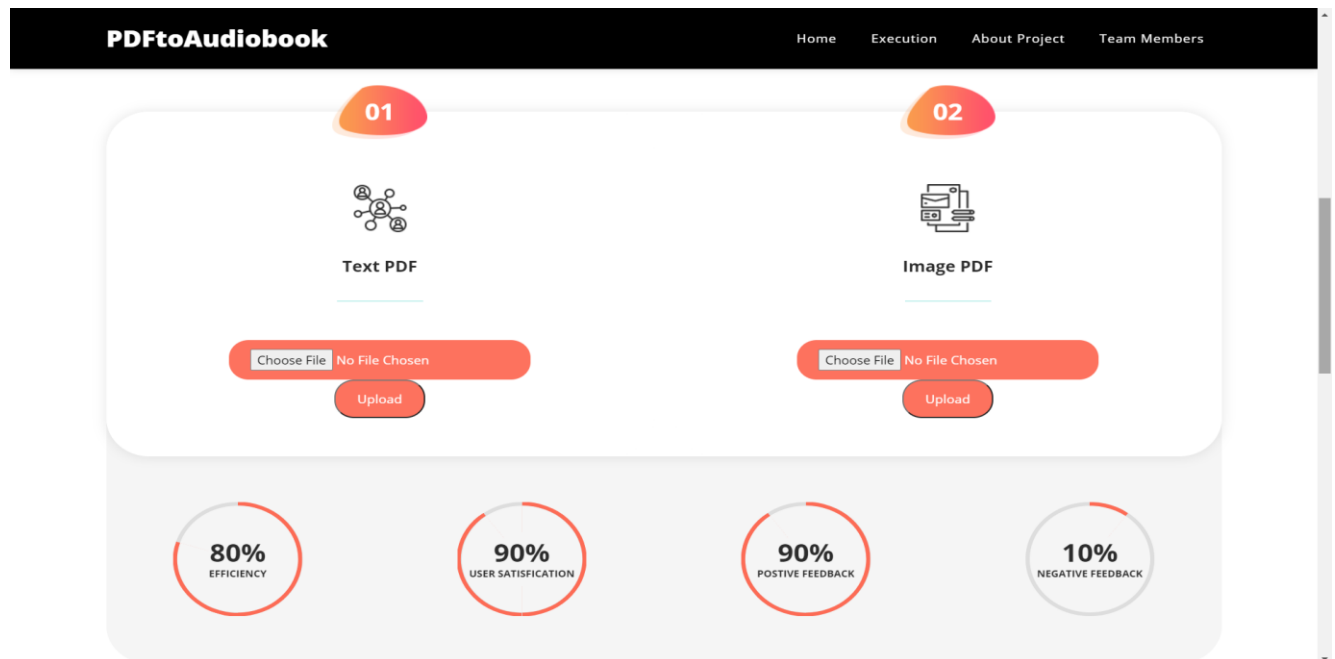 PDFtoAudiobook
Home Execution About Project Team Members
01
02
Text PDF
Image PDF
Choose File No File Chosen
Upload
Choose File No File Chosen
Upload
80%
EFFICIENCY
90%
USER SATISFICATION
90%
POSTIVE FEEDBACK
10%
NEGATIVE FEEDBACK